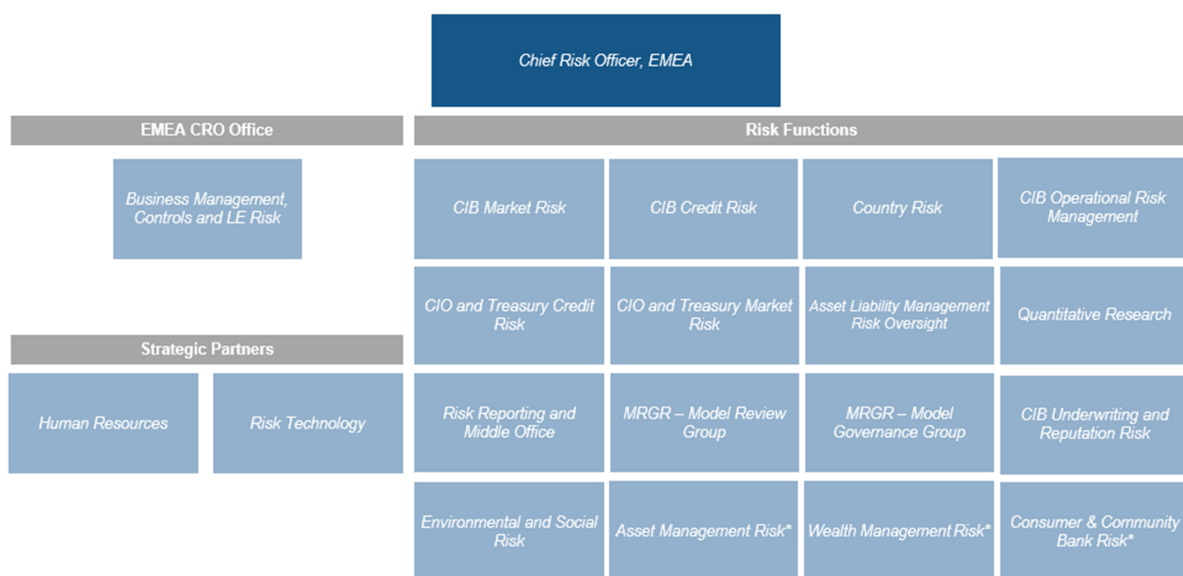 Chief Risk Officer, EMEA
EMEA CRO Office
Risk Functions
Business Management,
Controls and LE Risk
CIB Market Risk
CIB Credit Risk
Country Risk
CIB Operational Risk
Management
CIO and Treasury Credit
Risk
CIO and Treasury Market
Risk
Asset Liability Management
Risk Oversight
Quantitative Research
Strategic Partners
Human Resources
Risk Technology
Risk Reporting and
Middle Office
MRGR – Model Review
Group
MRGR – Model
Governance Group
CIB Underwriting and
Reputation Risk
Environmental and Social
Risk
Asset Management Risk*
Wealth Management Risk*
Consumer & Community
Bank Risk*